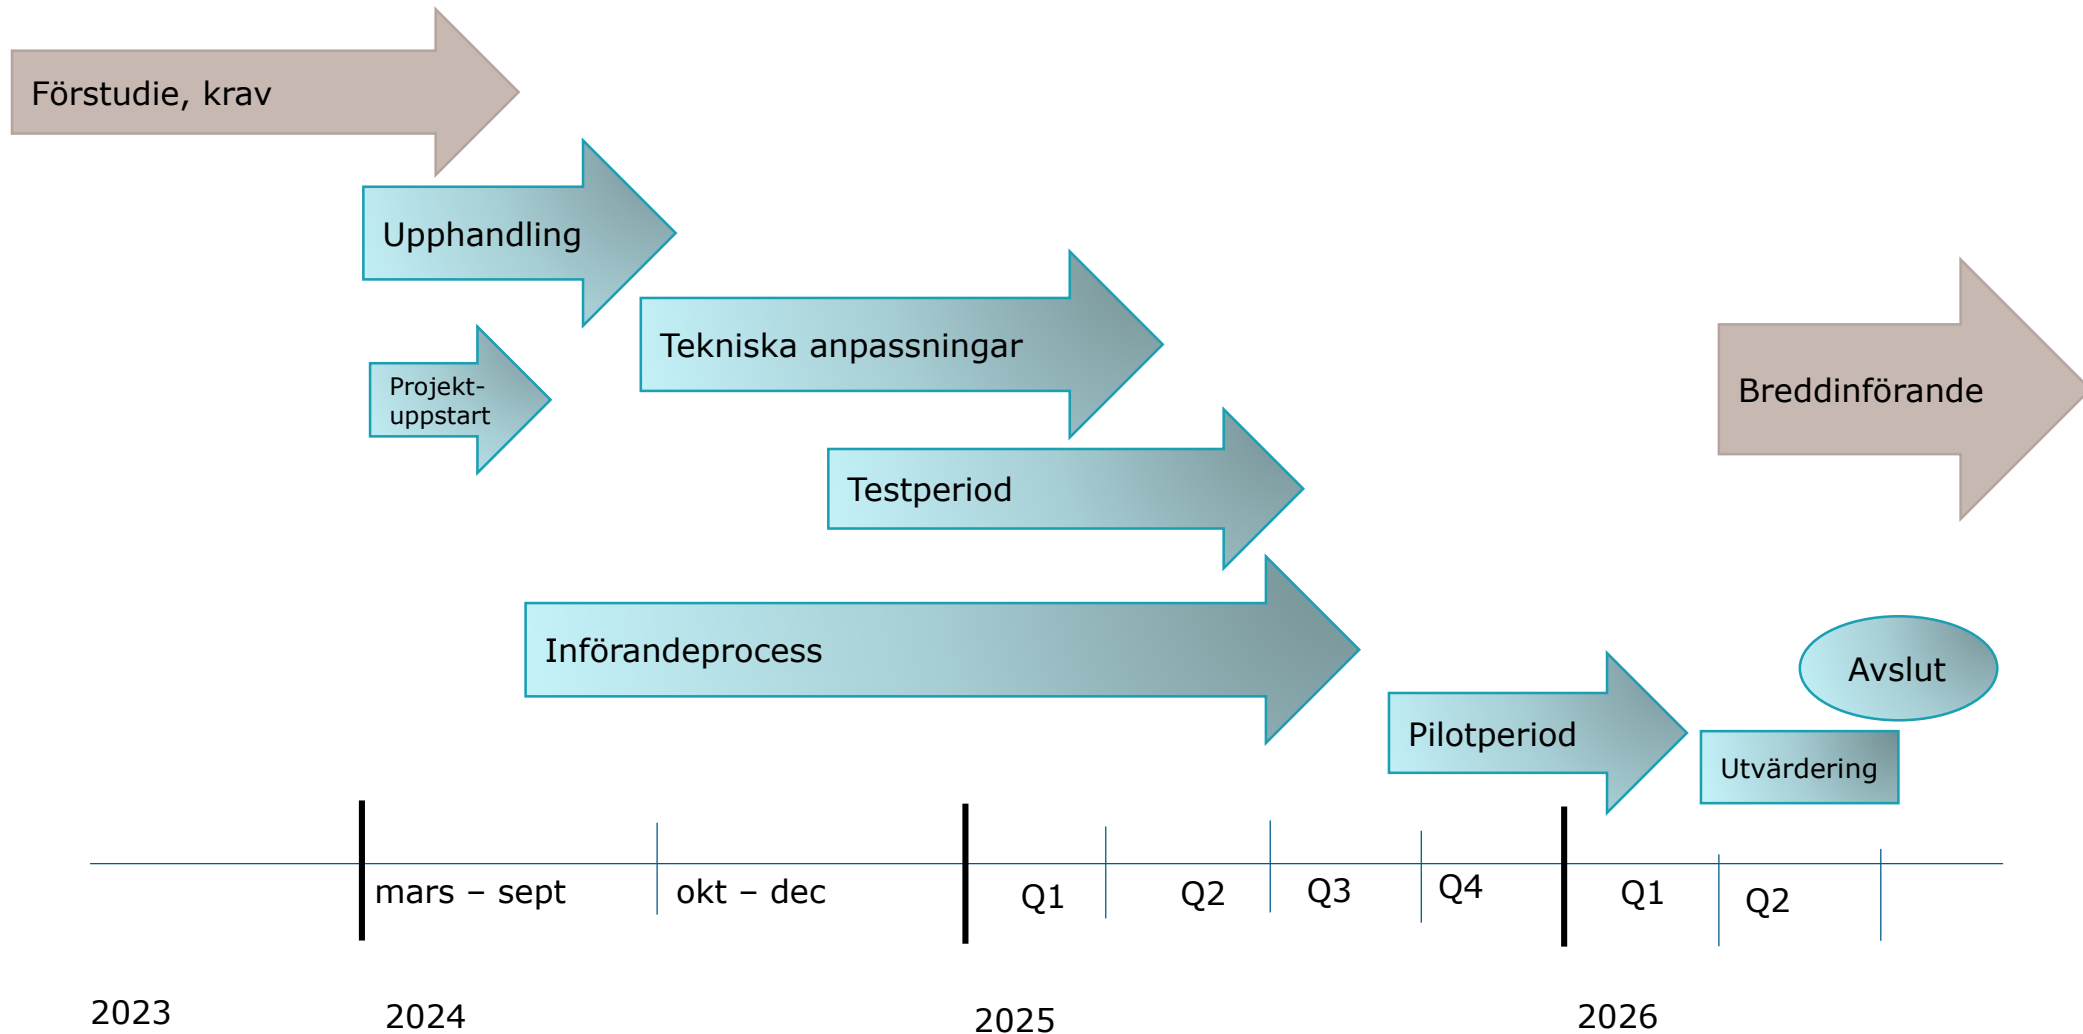 Förstudie, krav
Upphandling
Tekniska anpassningar
Projekt-
uppstart
Breddinförande
Testperiod
Införandeprocess
Avslut
Pilotperiod
Utvärdering
mars – sept
okt – dec
Q1
Q2
Q3
Q4
Q1
Q2
2023
2024
2025
2026